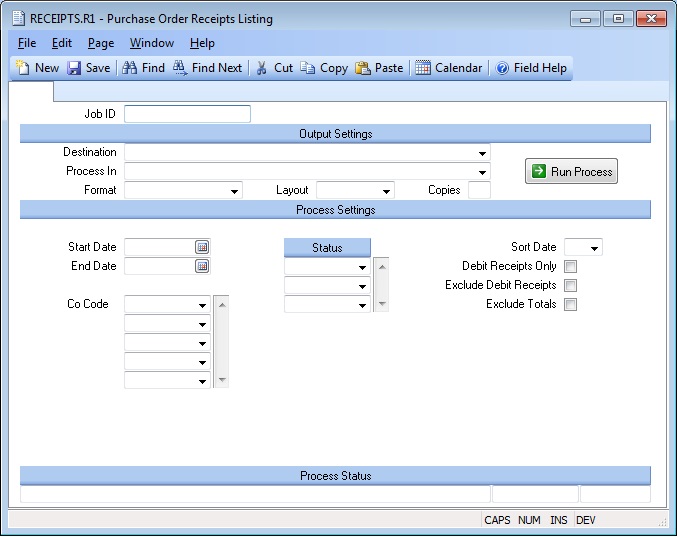 RECEIPTS.R1 - Purchase Order Receipts Listing
File Edit Page Window Help
New Save Find Find Next Cut Copy Paste Calendar Field Help
Job ID
Output Settings
Destination
Process In
Run Process
Format Layout Copies
Process Settings
Start Date Status Sort Date
End Date Debit Receipts Only
Exclude Debit Receipts
Co Code Exclude Totals
Process Status
CAPS NUM INS DEV